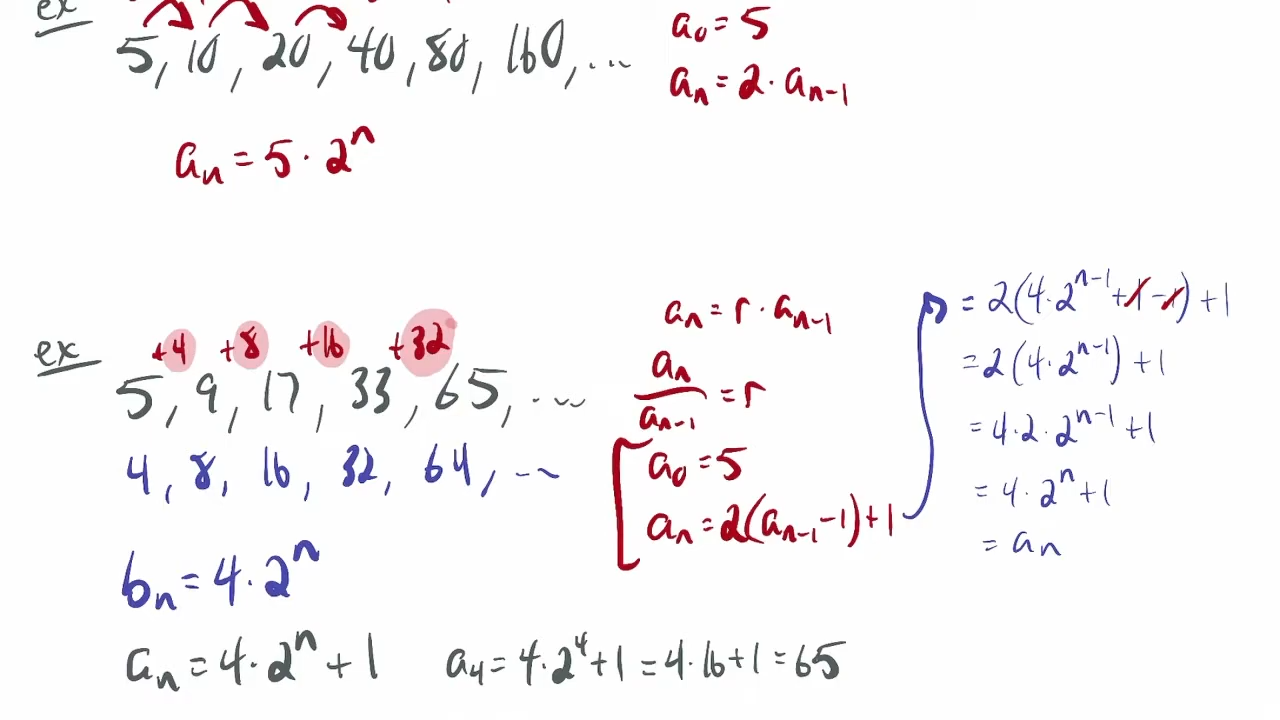 ex
5, 10, 20, 40, 80, 160, ...
a₀ = 5
aₙ = 2 · aₙ₋₁
aₙ = 5 · 2ⁿ
ex
+4 +8 +16 +32
5, 9, 17, 33, 65, ...
4, 8, 16, 32, 64, ...
bₙ = 4 · 2ⁿ
aₙ = 4 · 2ⁿ + 1
a₄ = 4 · 2⁴ + 1 = 4 · 16 + 1 = 65
aₙ = r · aₙ₋₁
aₙ / aₙ₋₁ = r
a₀ = 5
aₙ = 2(aₙ₋₁ - 1) + 1
= 2(4 · 2ⁿ⁻¹ + 1 - 1) + 1
= 2(4 · 2ⁿ⁻¹) + 1
= 4 · 2 · 2ⁿ⁻¹ + 1
= 4 · 2ⁿ + 1
= aₙ